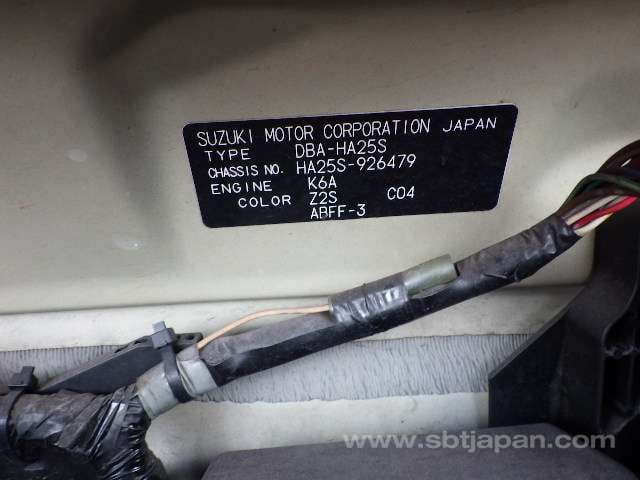 SUZUKI MOTOR CORPORATION JAPAN
TYPE DBA-HA25S
CHASSIS NO. HA25S-926479
ENGINE K6A
COLOR Z2S C04
ABFF-3
www.sbtjapan.com